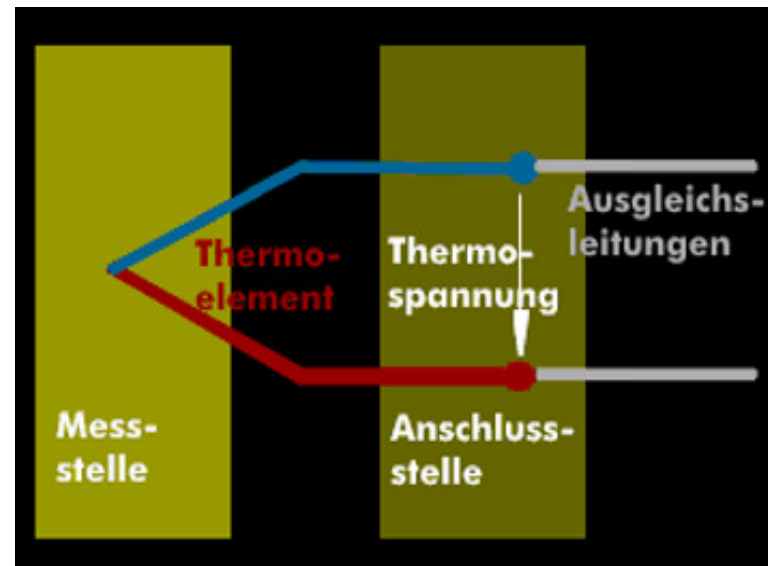 Ausgleichs-
leitungen
Thermo-
element
Thermo-
spannung
Mess-
stelle
Anschluss-
stelle